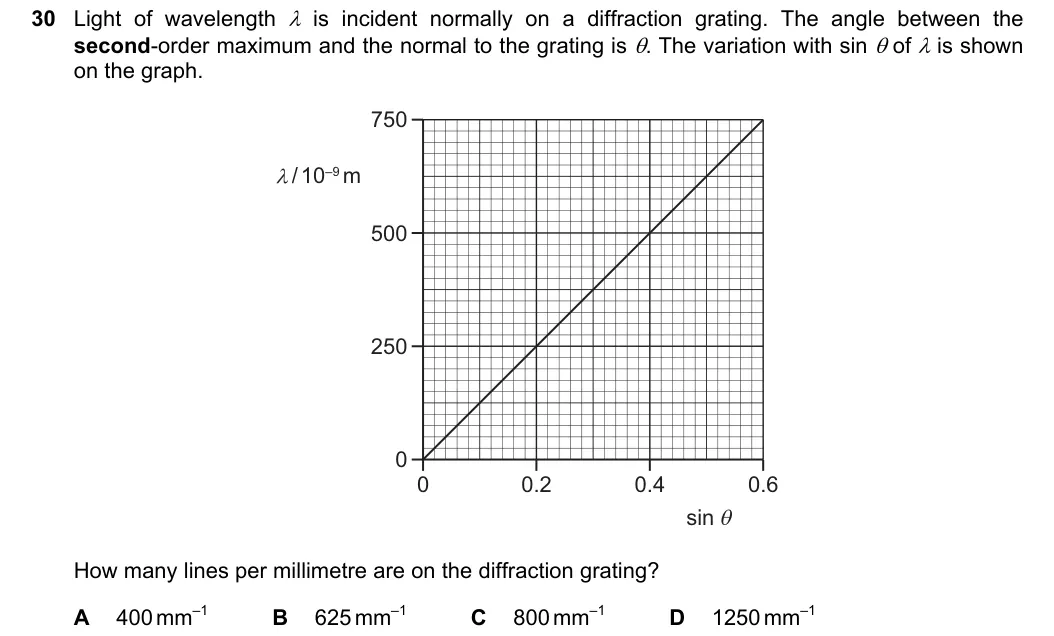 30 Light of wavelength λ is incident normally on a diffraction grating. The angle between the
second-order maximum and the normal to the grating is θ. The variation with sin θ of λ is shown
on the graph.
750
λ / 10⁻⁹ m
500
250
0
0 0.2 0.4 0.6
sin θ
How many lines per millimetre are on the diffraction grating?
A 400 mm⁻¹ B 625 mm⁻¹ C 800 mm⁻¹ D 1250 mm⁻¹